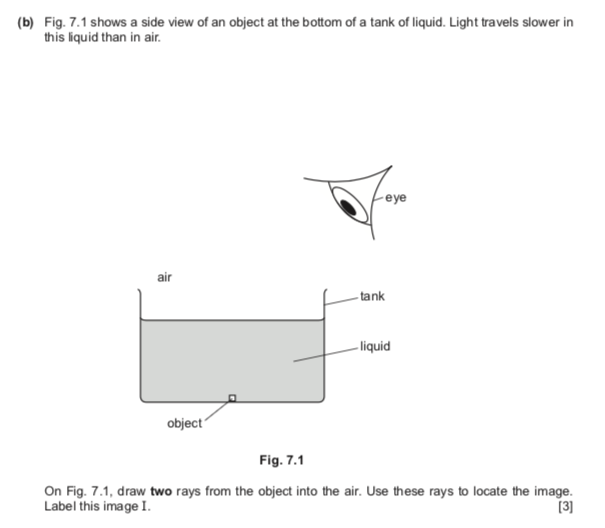 (b) Fig. 7.1 shows a side view of an object at the bottom of a tank of liquid. Light travels slower in
this liquid than in air.
eye
air
tank
liquid
object
Fig. 7.1
On Fig. 7.1, draw two rays from the object into the air. Use these rays to locate the image.
Label this image I.
[3]